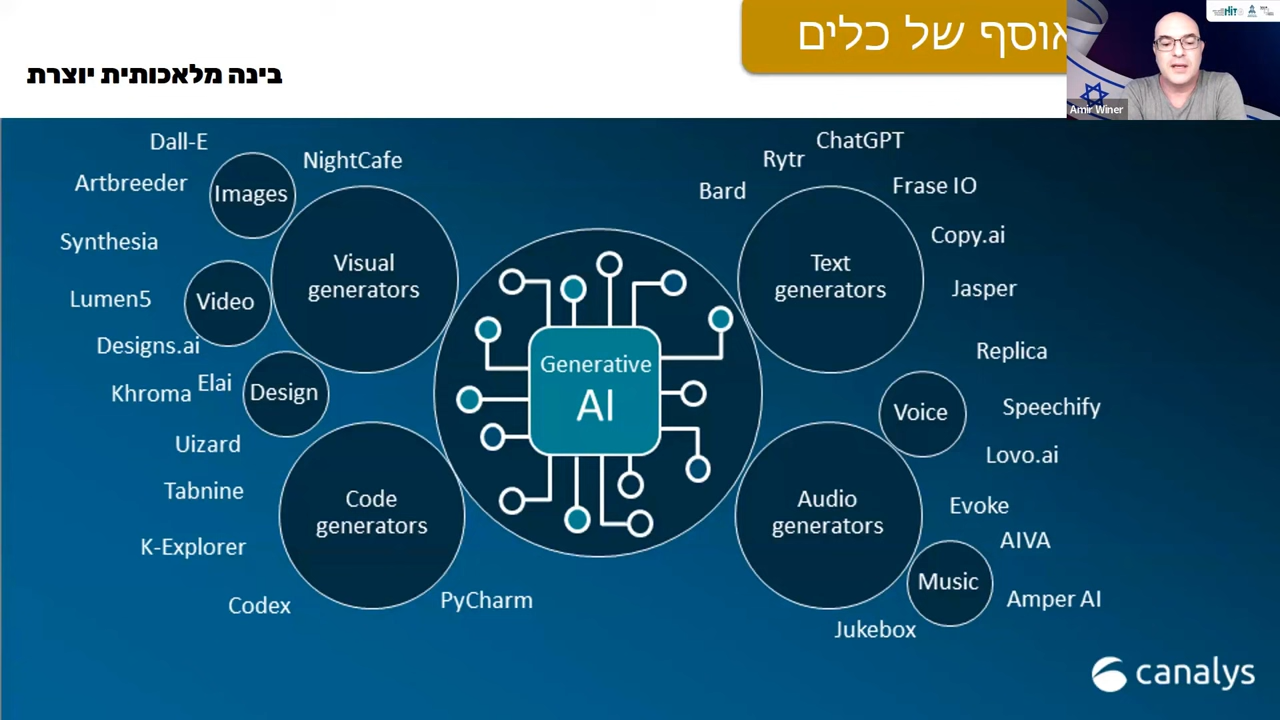 אוסף של כלים
בינה מלאכותית יוצרת
Amir Winer
HIT
Dall-E
NightCafe
Artbreeder
Images
Synthesia
Visual
generators
Lumen5
Video
Designs.ai
Khroma
Elai
Design
Uizard
Tabnine
Code
generators
K-Explorer
Codex
PyCharm
Generative
AI
ChatGPT
Rytr
Bard
Frase IO
Copy.ai
Text
generators
Jasper
Replica
Voice
Speechify
Lovo.ai
Audio
generators
Evoke
AIVA
Music
Amper AI
Jukebox
canalys